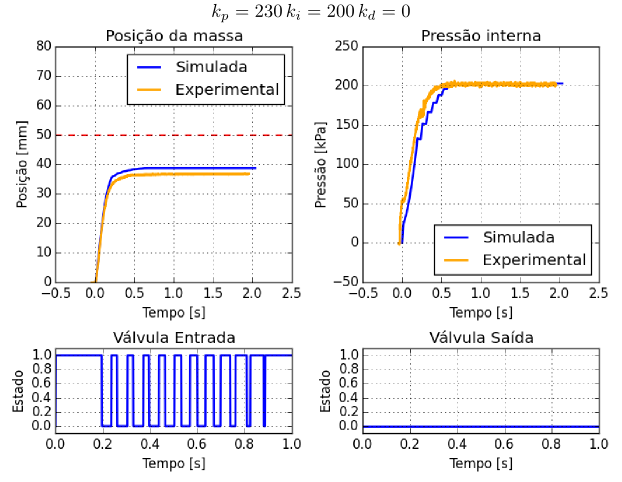 k_p = 230 k_i = 200 k_d = 0
Posição da massa
80
70
60
50
40
30
20
10
0
Posição [mm]
Simulada
Experimental
−0.5 0.0 0.5 1.0 1.5 2.0 2.5
Tempo [s]
Pressão interna
250
200
150
100
50
0
−50
Pressão [kPa]
Simulada
Experimental
−0.5 0.0 0.5 1.0 1.5 2.0 2.5
Tempo [s]
Válvula Entrada
1.0
0.8
0.6
0.4
0.2
0.0
Estado
0.0 0.2 0.4 0.6 0.8 1.0
Tempo [s]
Válvula Saída
1.0
0.8
0.6
0.4
0.2
0.0
Estado
0.0 0.2 0.4 0.6 0.8 1.0
Tempo [s]